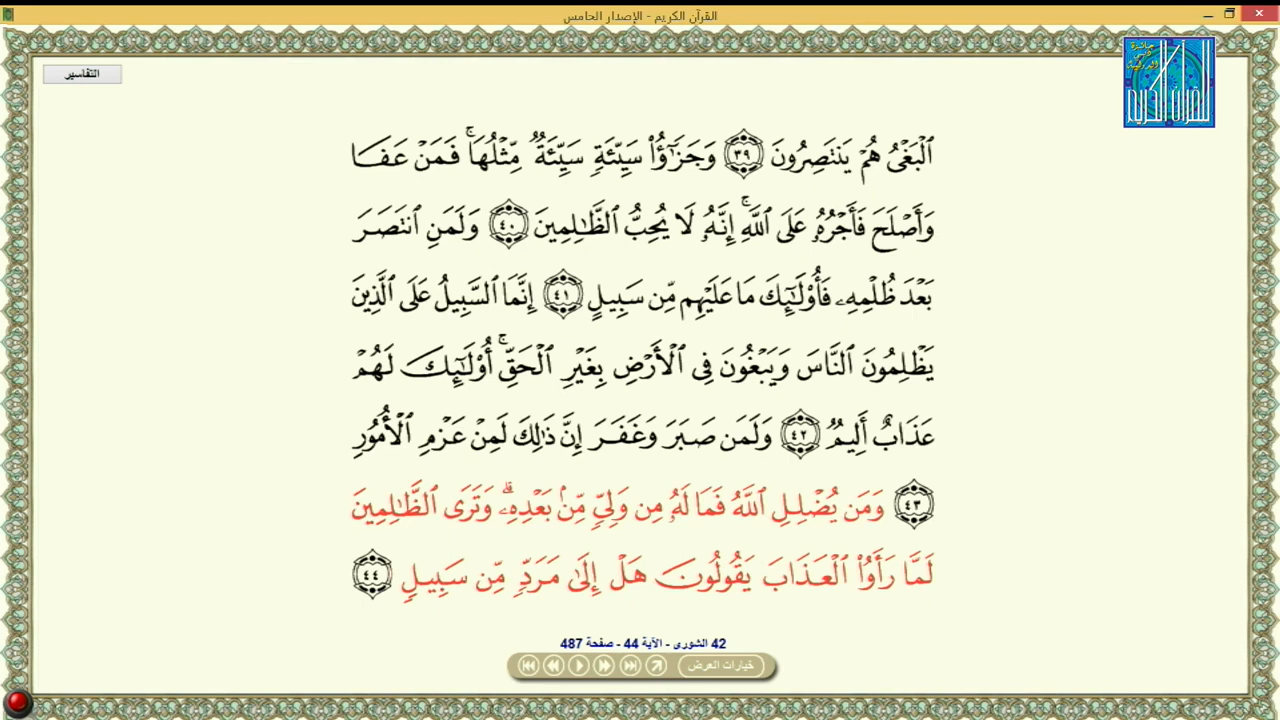 القرآن الكريم - الإصدار الخامس
التفاسير
ٱلْبَغْىُ هُمْ يَنتَصِرُونَ ٣٩ وَجَزَٰٓؤُا۟ سَيِّئَةٍۢ سَيِّئَةٌۭ مِّثْلُهَا ۖ فَمَنْ عَفَا
وَأَصْلَحَ فَأَجْرُهُۥ عَلَى ٱللَّهِ ۚ إِنَّهُۥ لَا يُحِبُّ ٱلظَّٰلِمِينَ ٤٠ وَلَمَنِ ٱنتَصَرَ
بَعْدَ ظُلْمِهِۦ فَأُو۟لَٰٓئِكَ مَا عَلَيْهِم مِّن سَبِيلٍ ٤١ إِنَّمَا ٱلسَّبِيلُ عَلَى ٱلَّذِينَ
يَظْلِمُونَ ٱلنَّاسَ وَيَبْغُونَ فِى ٱلْأَرْضِ بِغَيْرِ ٱلْحَقِّ ۚ أُو۟لَٰٓئِكَ لَهُمْ
عَذَابٌ أَلِيمٌۭ ٤٢ وَلَمَن صَبَرَ وَغَفَرَ إِنَّ ذَٰلِكَ لَمِنْ عَزْمِ ٱلْأُمُورِ
٤٣ وَمَن يُضْلِلِ ٱللَّهُ فَمَا لَهُۥ مِن وَلِىٍّۢ مِّنۢ بَعْدِهِۦ ۗ وَتَرَى ٱلظَّٰلِمِينَ
لَمَّا رَأَوُا۟ ٱلْعَذَابَ يَقُولُونَ هَلْ إِلَىٰ مَرَدٍّۢ مِّن سَبِيلٍۢ ٤٤
42 الشورى - الآية 44 - صفحة 487
خيارات العرض